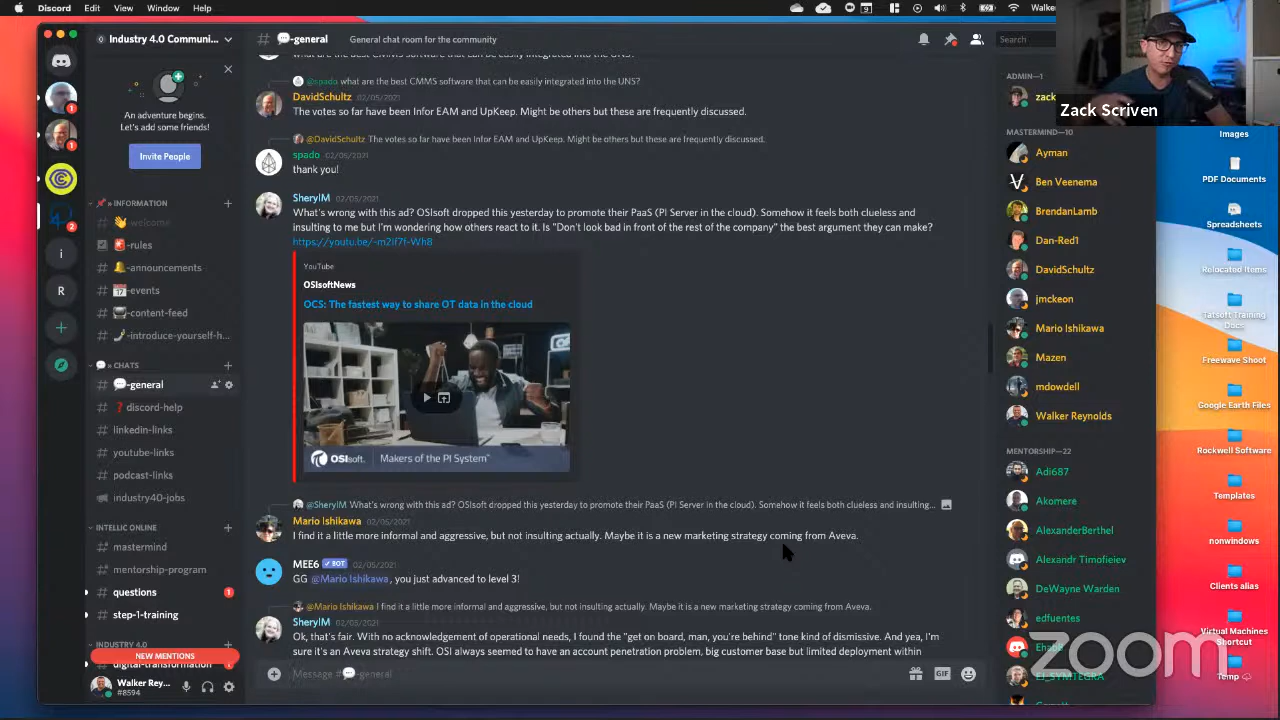 Discord File Edit View Window Help
9
Walker
Industry 4.0 Communi...
💬-general
General chat room for the community
Search
Zack Scriven
An adventure begins.
Let's add some friends!
Invite People
1
1
2
i
R
📌 » INFORMATION
👋-welcome
🚨-rules
🔔-announcements
📅-events
-content-feed
🤳-introduce-yourself-h...
💬 » CHATS
💬-general
❓discord-help
linkedin-links
youtube-links
podcast-links
industry40-jobs
INTELLIC ONLINE
mastermind
mentorship-program
questions 1
step-1-training
INDUSTRY 4.0
NEW MENTIONS
digital-transformation 1
Walker Rey...
#8594
@spado what are the best CMMS software that can be easily integrated into the UNS?
DavidSchultz 02/05/2021
The votes so far have been Infor EAM and UpKeep. Might be others but these are frequently discussed.
@DavidSchultz The votes so far have been Infor EAM and UpKeep. Might be others but these are frequently discussed.
spado 02/05/2021
thank you!
SherylM 02/05/2021
What's wrong with this ad? OSIsoft dropped this yesterday to promote their PaaS (PI Server in the cloud). Somehow it feels both clueless and
insulting to me but I'm wondering how others react to it. Is "Don't look bad in front of the rest of the company" the best argument they can make?
YouTube
OSIsoftNews
OCS: The fastest way to share OT data in the cloud
OSIsoft. Makers of the PI System™
@SherylM What's wrong with this ad? OSIsoft dropped this yesterday to promote their PaaS (PI Server in the cloud). Somehow it feels both clueless and insulting...
Mario Ishikawa 02/05/2021
I find it a little more informal and aggressive, but not insulting actually. Maybe it is a new marketing strategy coming from Aveva.
MEE6 ✓ BOT 02/05/2021
GG @Mario Ishikawa, you just advanced to level 3!
@Mario Ishikawa I find it a little more informal and aggressive, but not insulting actually. Maybe it is a new marketing strategy coming from Aveva.
SherylM 02/05/2021
Ok, that's fair. With no acknowledgement of operational needs, I found the "get on board, man, you're behind" tone kind of dismissive. And yea, I'm
sure it's an Aveva strategy shift. OSI always seemed to have an account penetration problem, big customer base but limited deployment within
Message #💬-general
GIF
ADMIN—1
zack
MASTERMIND—10
Ayman
Ben Veenema
BrendanLamb
Dan-Red1
DavidSchultz
jmckeon
Mario Ishikawa
Mazen
mdowdell
Walker Reynolds
MENTORSHIP—22
Adi687
Akomere
AlexanderBerthel
Alexandr Timofieiev
DeWayne Warden
edfuentes
EJ_SYMTEGRA
zoom
Images
PDF Documents
Spreadsheets
Relocated Items
Tatsoft Training
Docs
Freewave Shoot
Google Earth Files
Rockwell Software
Templates
nonwindows
Clients alias
Virtual Machines
Shortcut
Temp